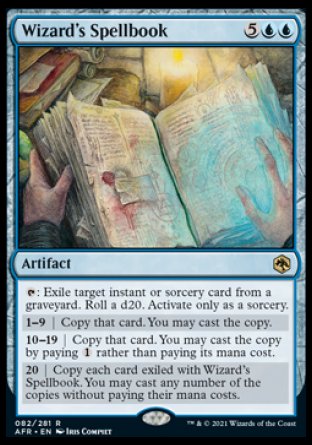 Wizard's Spellbook 5
Artifact
: Exile target instant or sorcery card from a
graveyard. Roll a d20. Activate only as a sorcery.
1–9 | Copy that card. You may cast the copy.
10–19 | Copy that card. You may cast the copy
by paying 1 rather than paying its mana cost.
20 | Copy each card exiled with Wizard's
Spellbook. You may cast any number of the
copies without paying their mana costs.
082/281 R
AFR • EN Iris Compiet
™ & © 2021 Wizards of the Coast